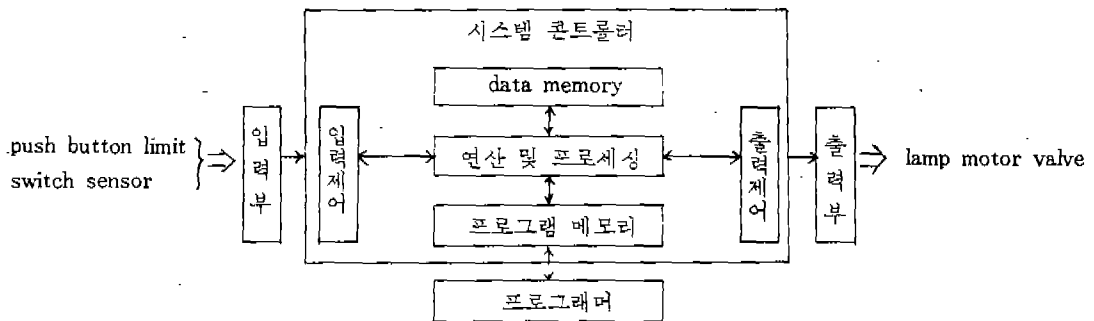 시스템 콘트롤러
data memory
push button limit
switch sensor
입력부
입력제어
연산 및 프로세싱
출력제어
출력부
lamp motor valve
프로그램 메모리
프로그래머